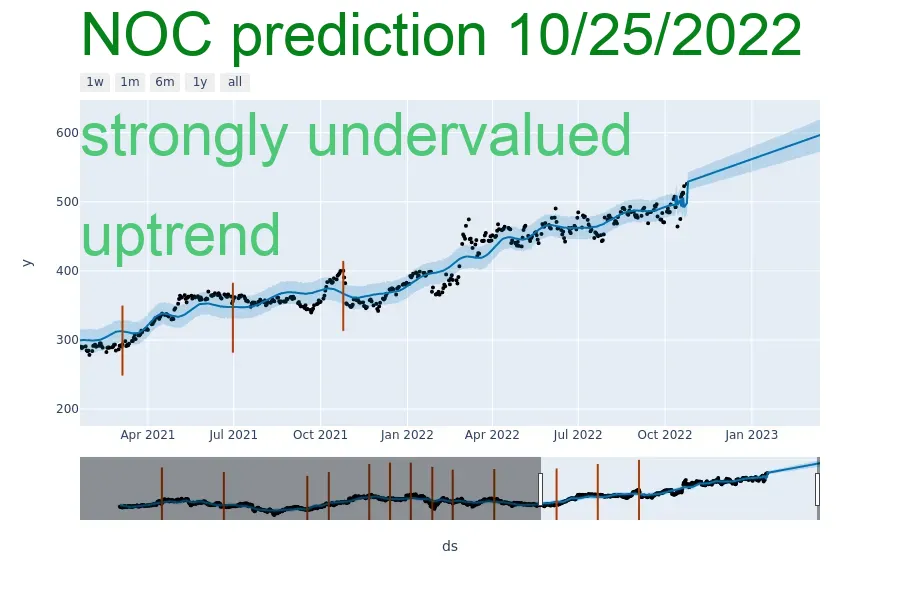 NOC prediction 10/25/2022
1w 1m 6m 1y all
strongly undervalued
uptrend
600
500
400
300
200
y
Apr 2021 Jul 2021 Oct 2021 Jan 2022 Apr 2022 Jul 2022 Oct 2022 Jan 2023
ds